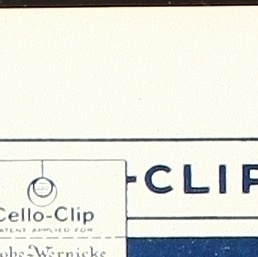 -CLIP
Cello-Clip
PATENT APPLIED FOR
Globe-Wernicke